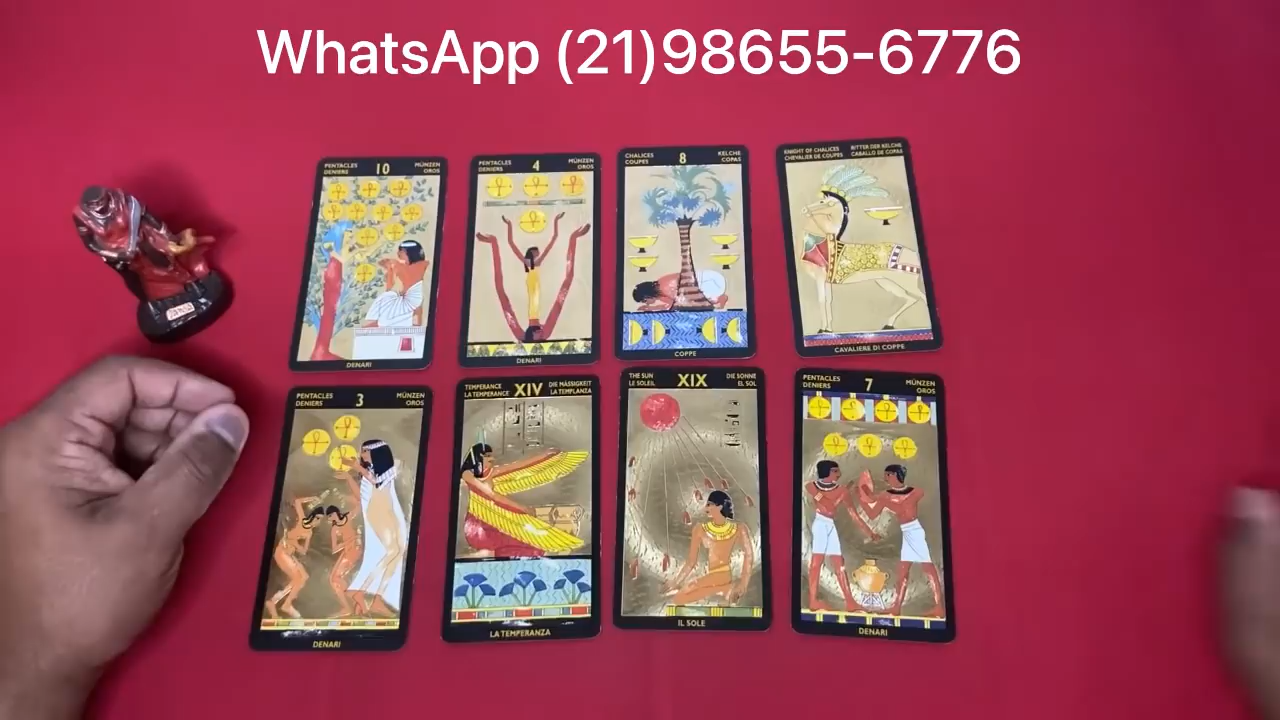 WhatsApp (21)98655-6776
PENTACLES 10 MÜNZEN
DENIERS OROS
DENARI
PENTACLES 4 MÜNZEN
DENIERS OROS
DENARI
CHALICES 8 KELCHE
COUPES COPAS
COPPE
KNIGHT OF CHALICES RITTER DER KELCHE
CHEVALIER DE COUPES CABALLO DE COPAS
CAVALIERE DI COPPE
PENTACLES 3 MÜNZEN
DENIERS OROS
DENARI
TEMPERANCE XIV DIE MÄSSIGKEIT
LA TEMPERANCE LA TEMPLANZA
LA TEMPERANZA
THE SUN XIX DIE SONNE
LE SOLEIL EL SOL
IL SOLE
PENTACLES 7 MÜNZEN
DENIERS OROS
DENARI